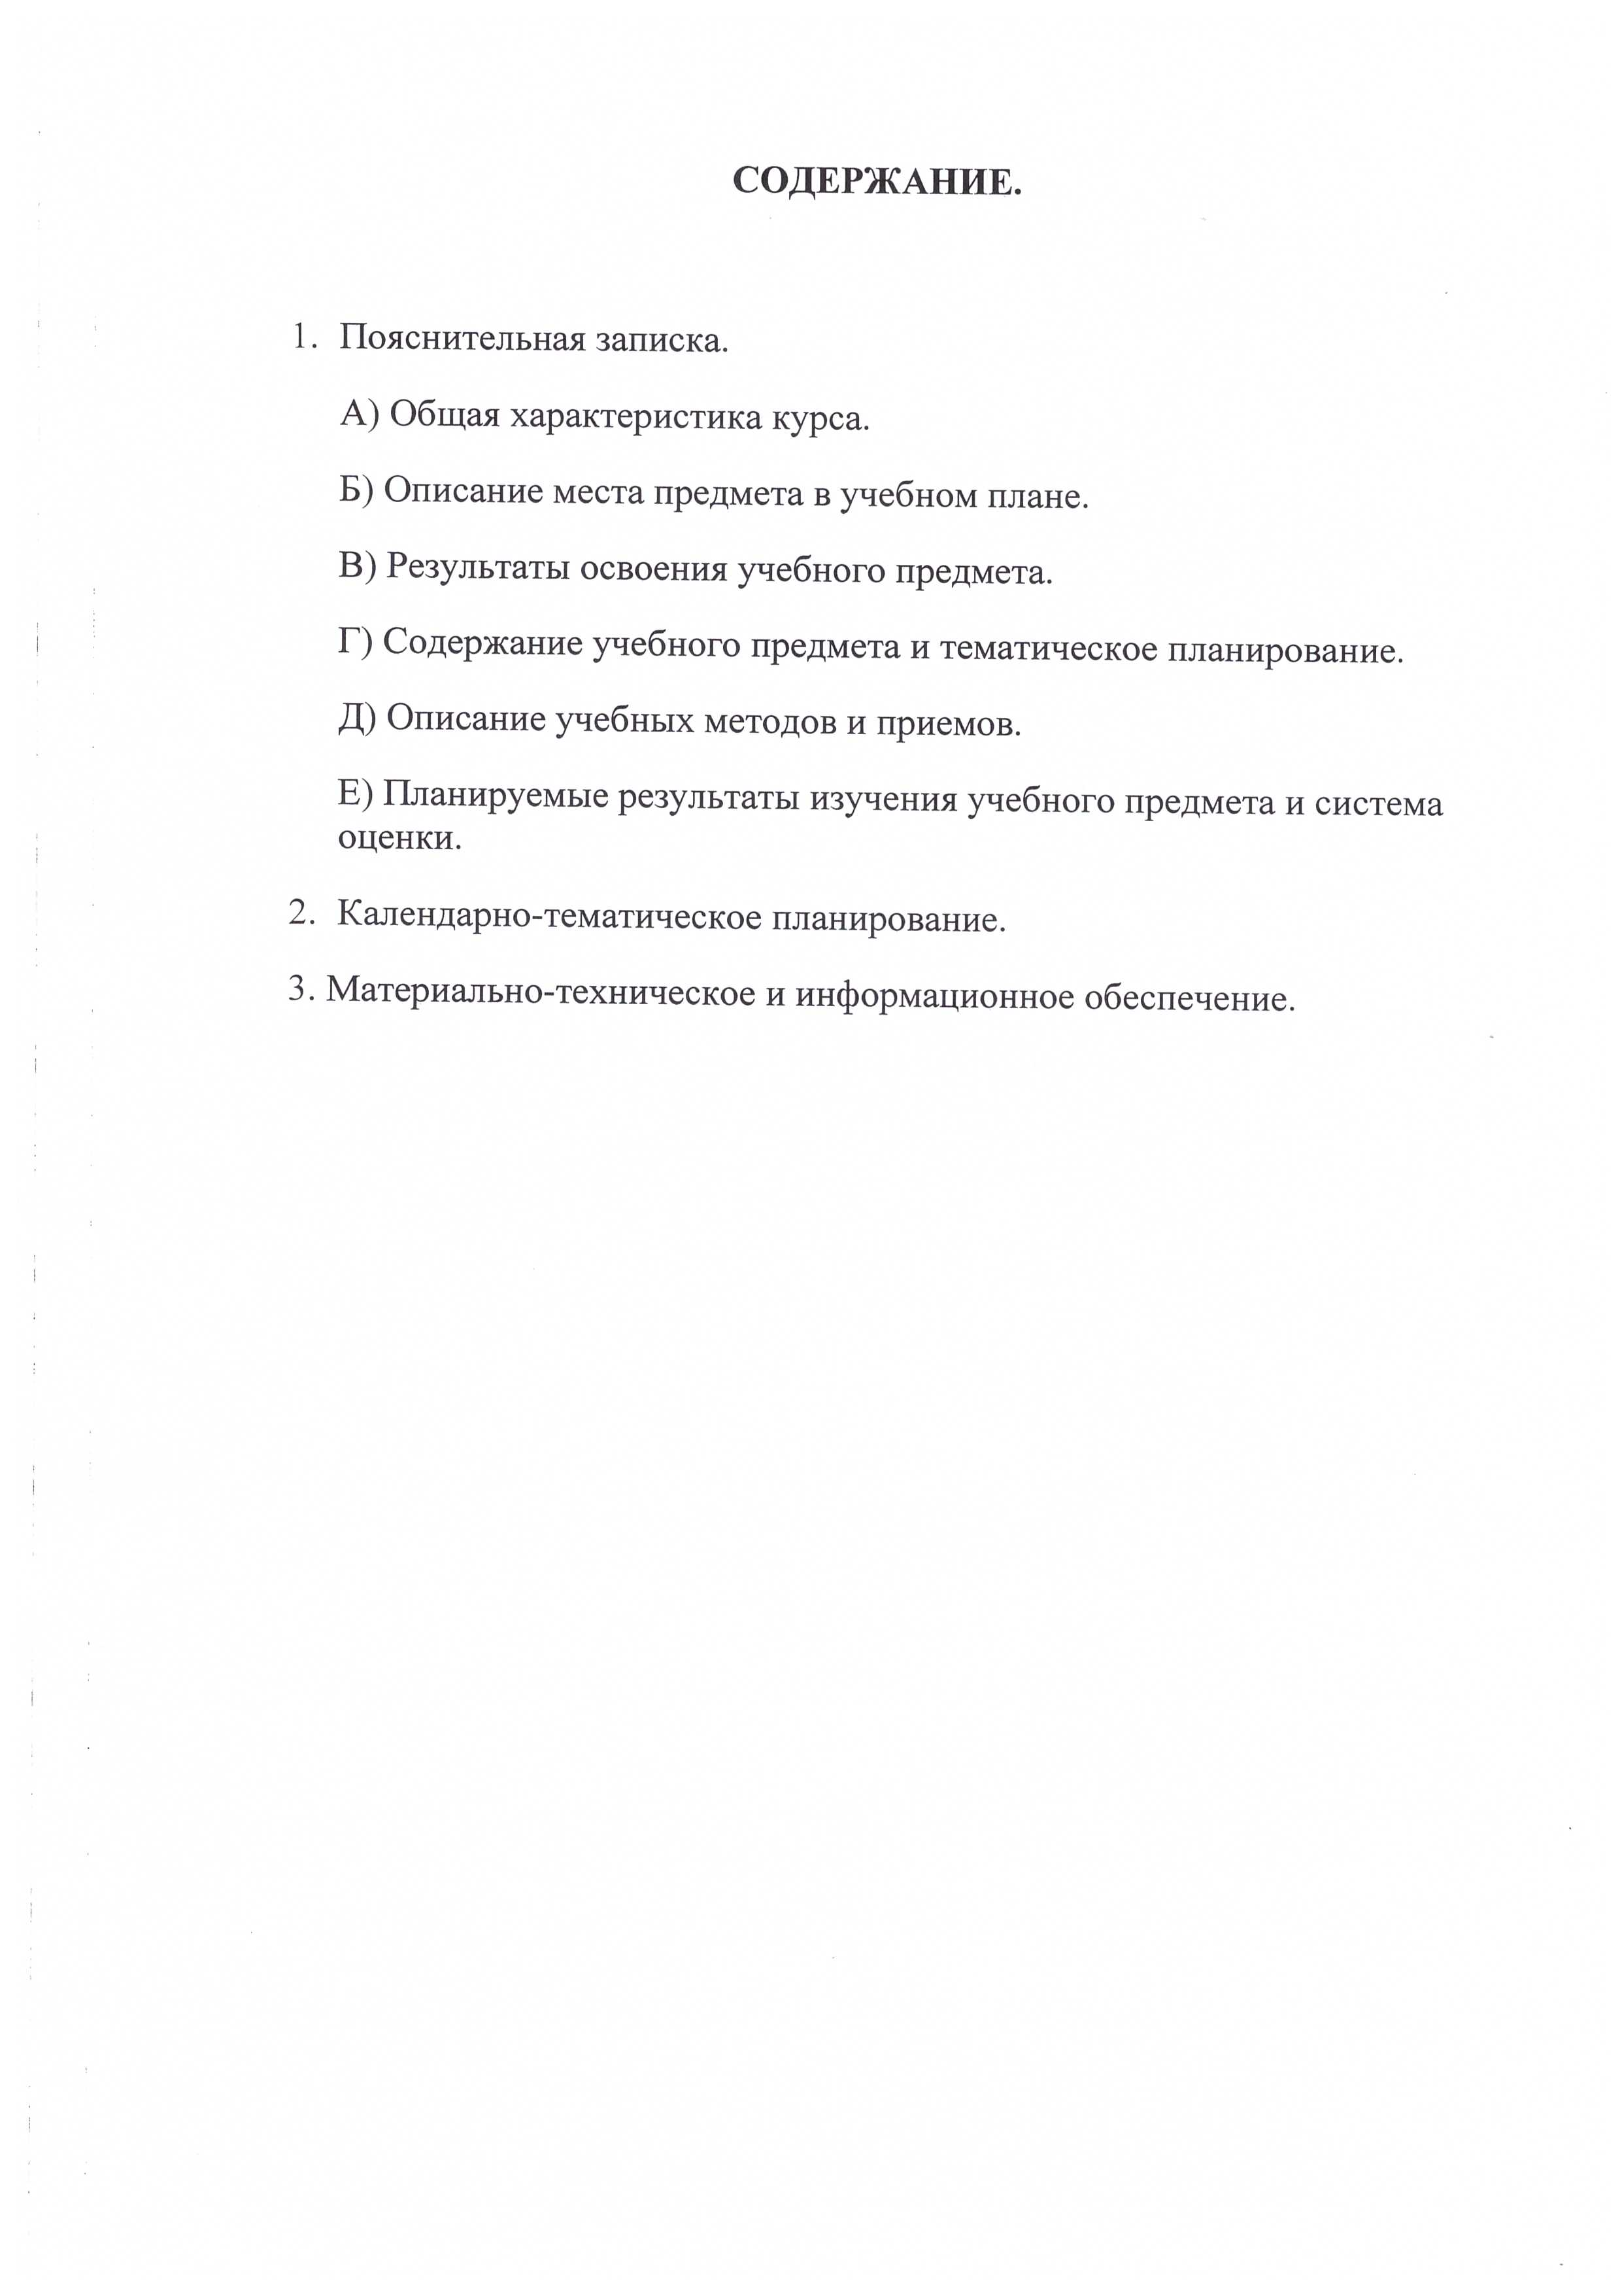 СОДЕРЖАНИЕ.
1. Пояснительная записка.
А) Общая характеристика курса.
Б) Описание места предмета в учебном плане.
В) Результаты освоения учебного предмета.
Г) Содержание учебного предмета и тематическое планирование.
Д) Описание учебных методов и приемов.
Е) Планируемые результаты изучения учебного предмета и система
оценки.
2. Календарно-тематическое планирование.
3. Материально-техническое и информационное обеспечение.